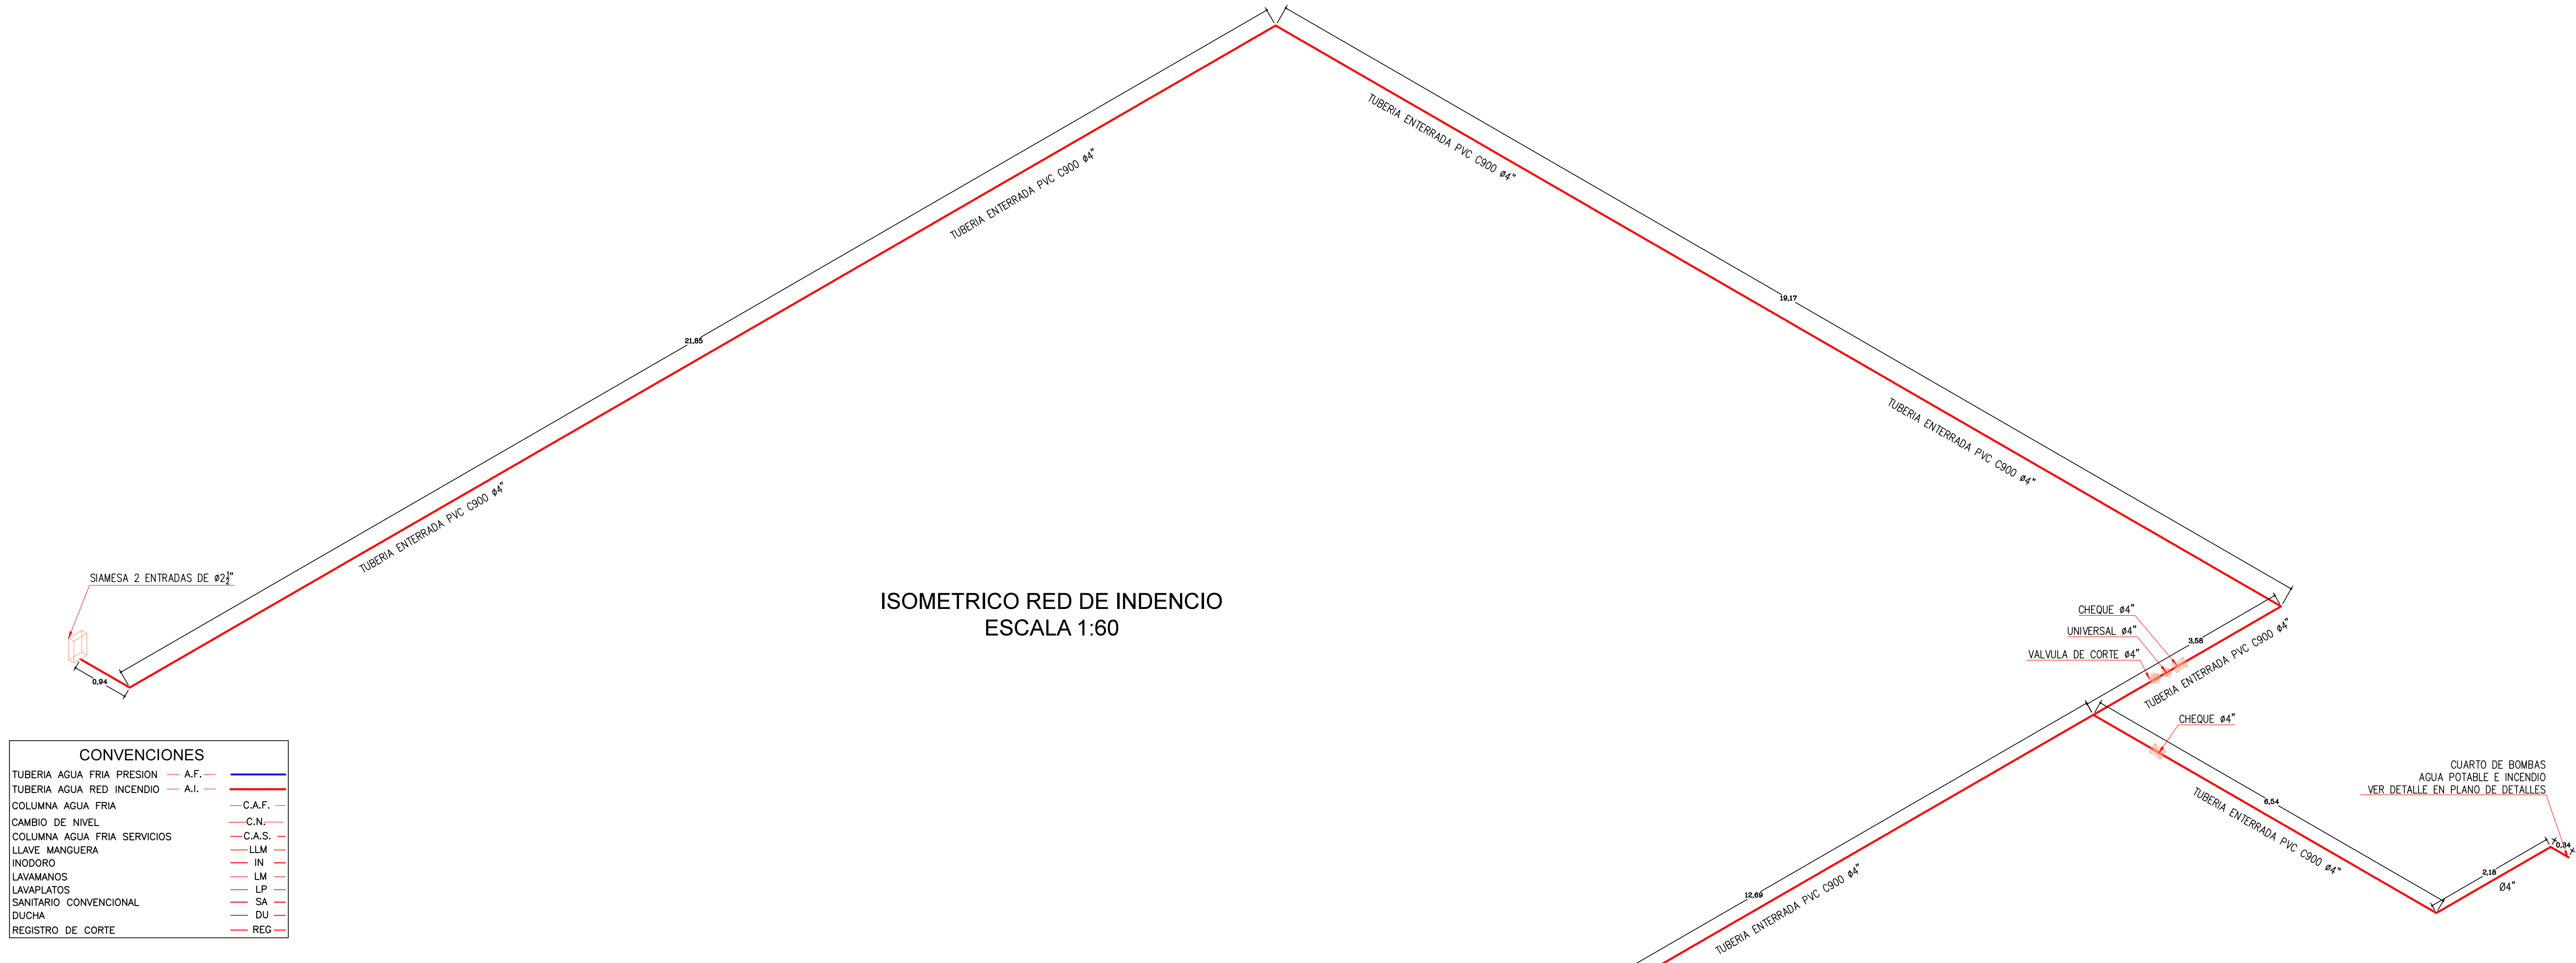 TUBERIA ENTERRADA PVC C900 ø4"
TUBERIA ENTERRADA PVC C900 ø4"
19,17
21,85
TUBERIA ENTERRADA PVC C900 ø4"
TUBERIA ENTERRADA PVC C900 ø4"
SIAMESA 2 ENTRADAS DE ø2½"
0,94
ISOMETRICO RED DE INDENCIO
ESCALA 1:60
CHEQUE ø4"
UNIVERSAL ø4"
VALVULA DE CORTE ø4"
3,58
TUBERIA ENTERRADA PVC C900 ø4"
CHEQUE ø4"
CUARTO DE BOMBAS
AGUA POTABLE E INCENDIO
VER DETALLE EN PLANO DE DETALLES
6,54
TUBERIA ENTERRADA PVC C900 ø4"
0,34
2,18
Ø4"
12,69
TUBERIA ENTERRADA PVC C900 ø4"
CONVENCIONES
TUBERIA AGUA FRIA PRESION A.F.
TUBERIA AGUA RED INCENDIO A.I.
COLUMNA AGUA FRIA C.A.F.
CAMBIO DE NIVEL C.N.
COLUMNA AGUA FRIA SERVICIOS C.A.S.
LLAVE MANGUERA LLM
INODORO IN
LAVAMANOS LM
LAVAPLATOS LP
SANITARIO CONVENCIONAL SA
DUCHA DU
REGISTRO DE CORTE REG